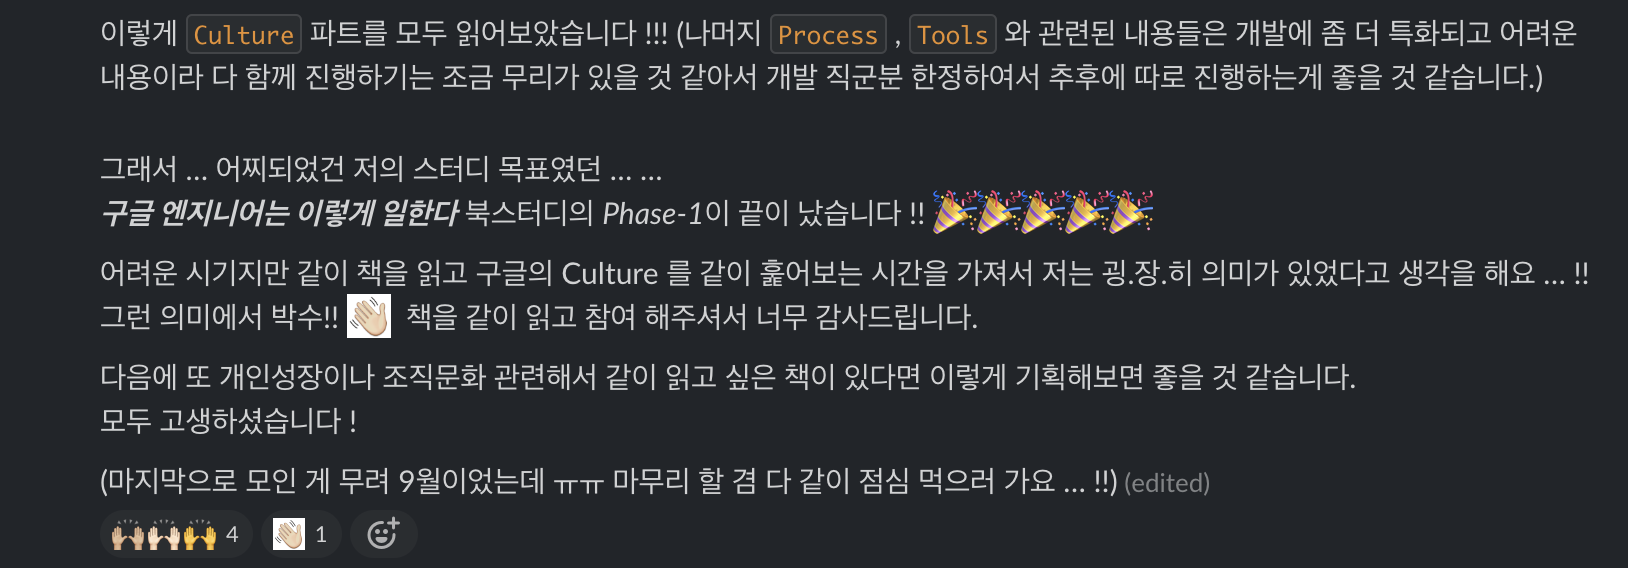 이렇게 Culture 파트를 모두 읽어보았습니다 !!! (나머지 Process , Tools 와 관련된 내용들은 개발에 좀 더 특화되고 어려운
내용이라 다 함께 진행하기는 조금 무리가 있을 것 같아서 개발 직군분 한정하여서 추후에 따로 진행하는게 좋을 것 같습니다.)
그래서 ... 어찌되었건 저의 스터디 목표였던 ... ...
구글 엔지니어는 이렇게 일한다 북스터디의 Phase-1이 끝이 났습니다 !! 🎉🎉🎉🎉🎉
어려운 시기지만 같이 책을 읽고 구글의 Culture 를 같이 훑어보는 시간을 가져서 저는 굉.장.히 의미가 있었다고 생각을 해요 ... !!
그런 의미에서 박수!! 👋🏻 책을 같이 읽고 참여 해주셔서 너무 감사드립니다.
다음에 또 개인성장이나 조직문화 관련해서 같이 읽고 싶은 책이 있다면 이렇게 기획해보면 좋을 것 같습니다.
모두 고생하셨습니다 !
(마지막으로 모인 게 무려 9월이었는데 ㅠㅠ 마무리 할 겸 다 같이 점심 먹으러 가요 ... !!) (edited)
4 1